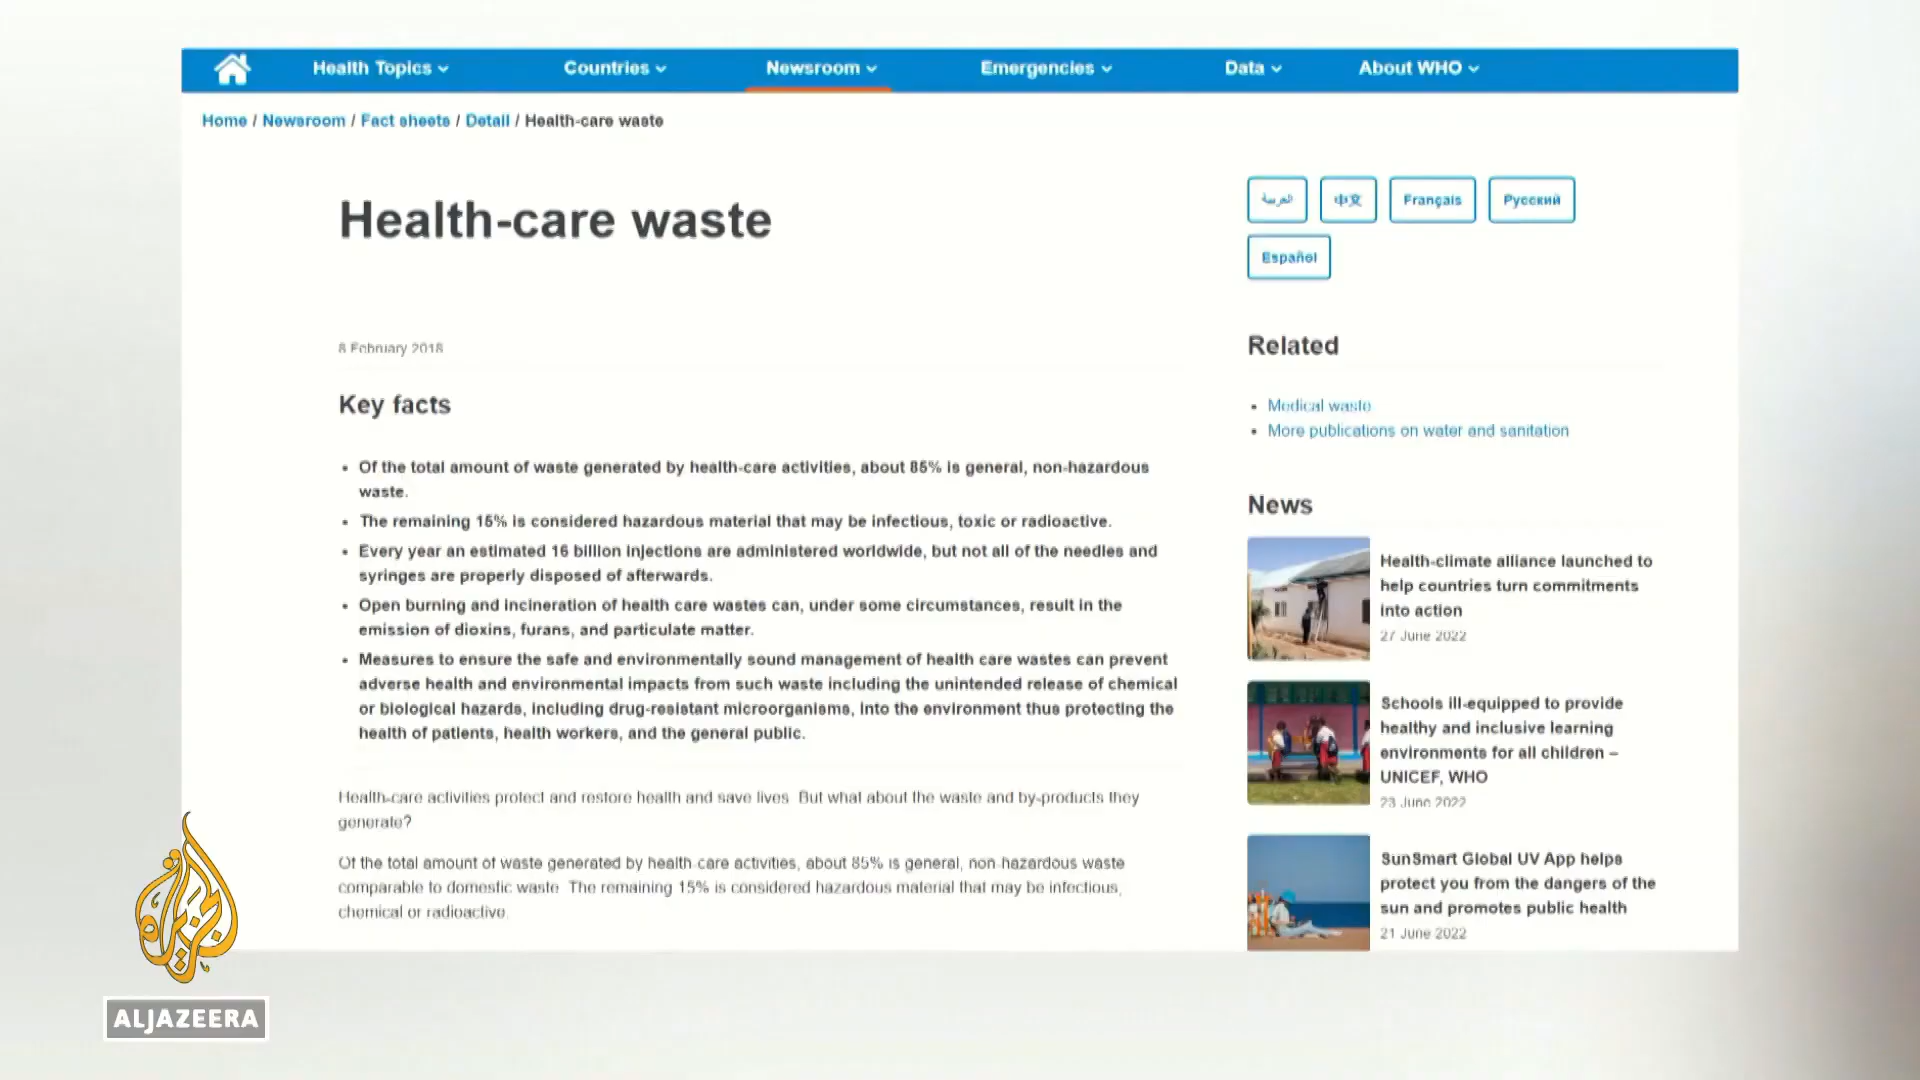 Health Topics
Countries
Newsroom
Emergencies
Data
About WHO
Home / Newsroom / Fact sheets / Detail / Health-care waste
Health-care waste
العربية
中文
Français
Русский
Español
8 February 2018
Key facts
• Of the total amount of waste generated by health-care activities, about 85% is general, non-hazardous
waste.
• The remaining 15% is considered hazardous material that may be infectious, toxic or radioactive.
• Every year an estimated 16 billion injections are administered worldwide, but not all of the needles and
syringes are properly disposed of afterwards.
• Open burning and incineration of health care wastes can, under some circumstances, result in the
emission of dioxins, furans, and particulate matter.
• Measures to ensure the safe and environmentally sound management of health care wastes can prevent
adverse health and environmental impacts from such waste including the unintended release of chemical
or biological hazards, including drug-resistant microorganisms, into the environment thus protecting the
health of patients, health workers, and the general public.
Health-care activities protect and restore health and save lives. But what about the waste and by-products they
generate?
Of the total amount of waste generated by health-care activities, about 85% is general, non-hazardous waste
comparable to domestic waste. The remaining 15% is considered hazardous material that may be infectious,
chemical or radioactive.
Related
• Medical waste
• More publications on water and sanitation
News
Health-climate alliance launched to
help countries turn commitments
into action
27 June 2022
Schools ill-equipped to provide
healthy and inclusive learning
environments for all children –
UNICEF, WHO
23 June 2022
SunSmart Global UV App helps
protect you from the dangers of the
sun and promotes public health
21 June 2022
الجزيرة
ALJAZEERA